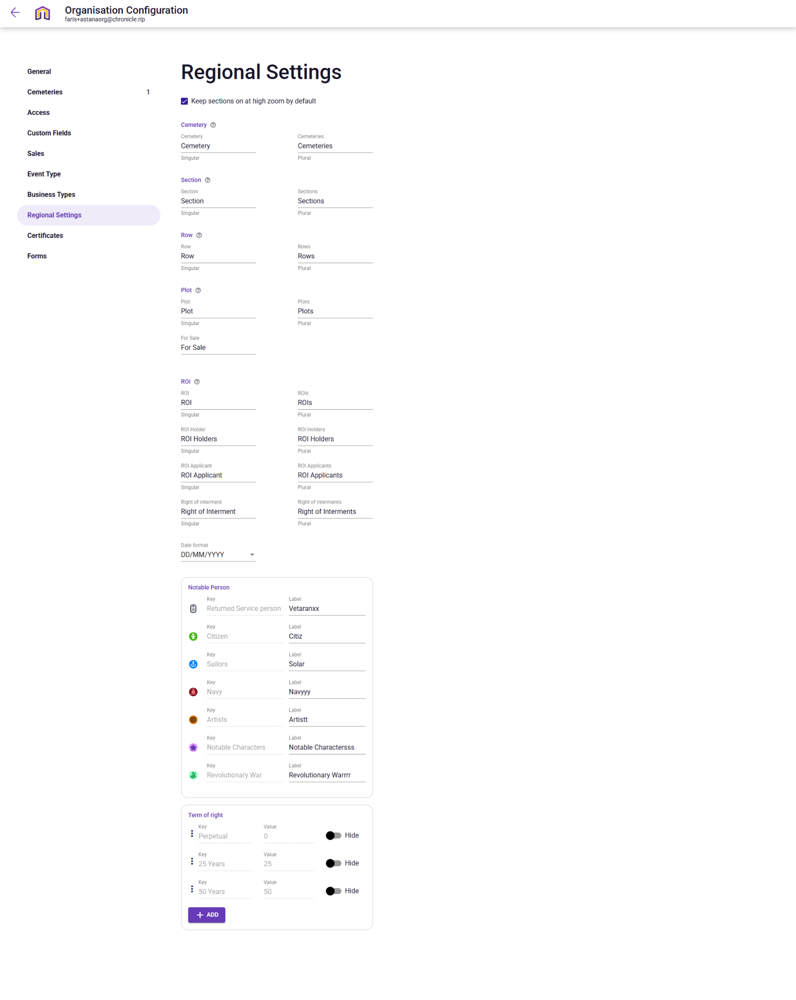 Organisation Configuration
faris+astanaorg@chronicle.rip
General
Cemeteries 1
Access
Custom Fields
Sales
Event Type
Business Types
Regional Settings
Certificates
Forms
Regional Settings
Keep sections on at high zoom by default
Cemetery
Cemetery Cemeteries
Cemetery Cemeteries
Singular Plural
Section
Section Sections
Section Sections
Singular Plural
Row
Row Rows
Row Rows
Singular Plural
Plot
Plot Plots
Plot Plots
Singular Plural
For Sale
For Sale
ROI
ROI ROIs
ROI ROIs
Singular Plural
ROI Holder ROI Holders
ROI Holders ROI Holders
Singular Plural
ROI Applicant ROI Applicants
ROI Applicant ROI Applicants
Singular Plural
Right of interment Right of interments
Right of Interment Right of Interments
Singular Plural
Date format
DD/MM/YYYY
Notable Person
Key Label
Returned Service person Vetaranxx
Key Label
Citizen Citiz
Key Label
Sailors Solar
Key Label
Navy Navyyy
Key Label
Artists Artistt
Key Label
Notable Characters Notable Charactersss
Key Label
Revolutionary War Revolutionary Warrrr
Term of right
Key Value
Perpetual 0 Hide
Key Value
25 Years 25 Hide
Key Value
50 Years 50 Hide
ADD